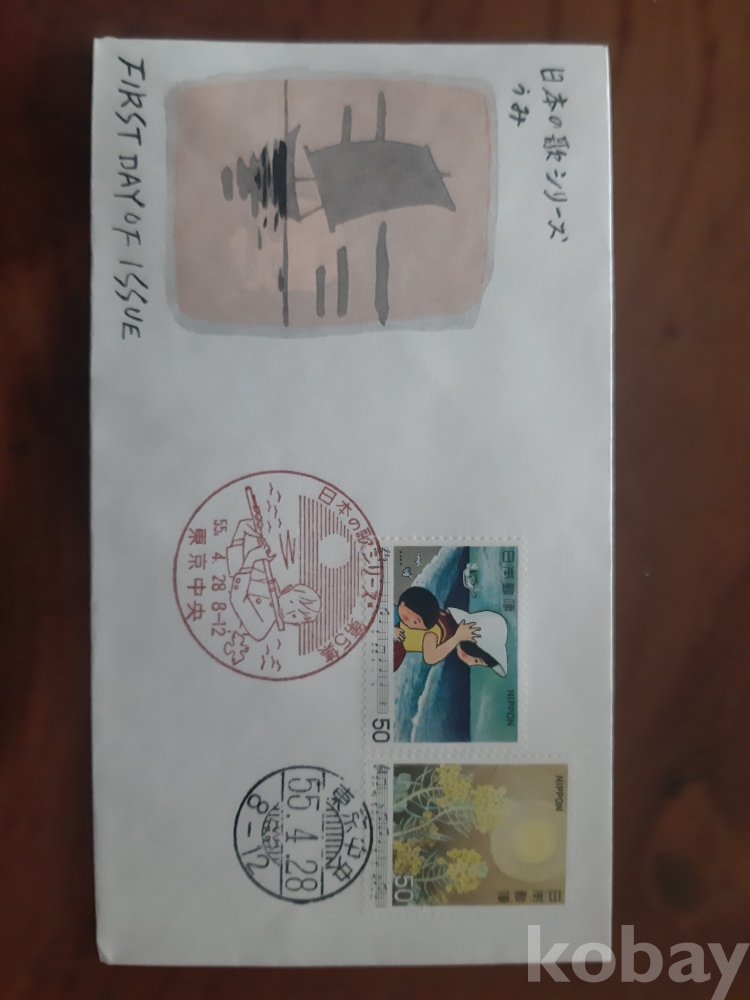 日本の歌シリーズ
うみ
FIRST DAY OF ISSUE
日本の歌シリーズ 第5集
55. 4. 28 8-12
東京中央
日本郵便
NIPPON
50
東京中央
55.4.28
8-12
NIPPON
日本郵便
50
kobay